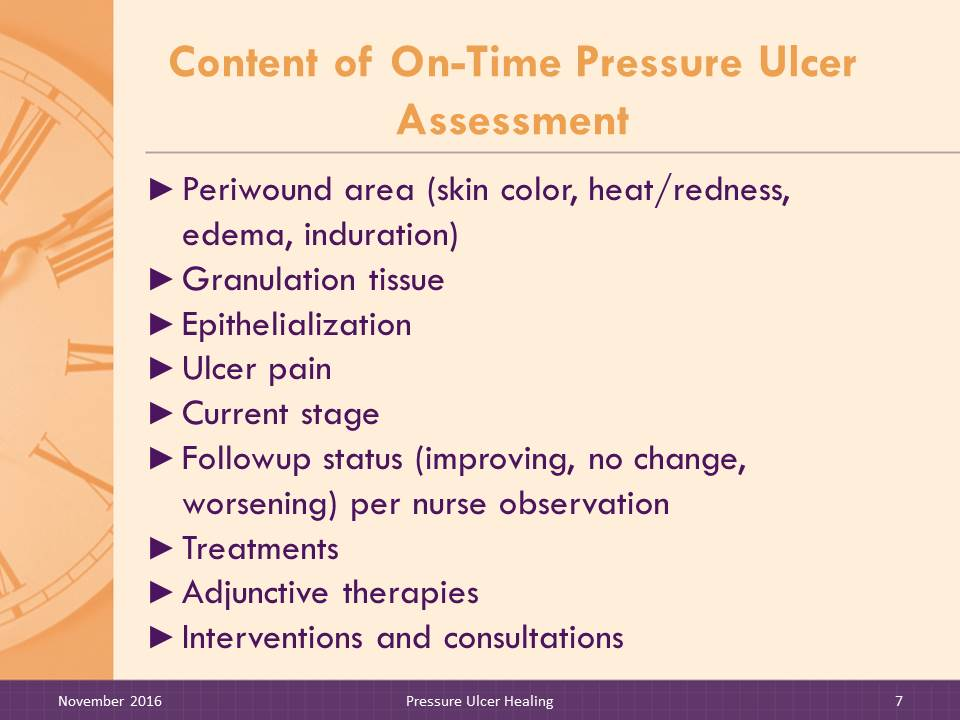 Content of On-Time Pressure Ulcer
Assessment
► Periwound area (skin color, heat/redness,
edema, induration)
► Granulation tissue
► Epithelialization
► Ulcer pain
► Current stage
► Followup status (improving, no change,
worsening) per nurse observation
► Treatments
► Adjunctive therapies
► Interventions and consultations
November 2016 Pressure Ulcer Healing 7